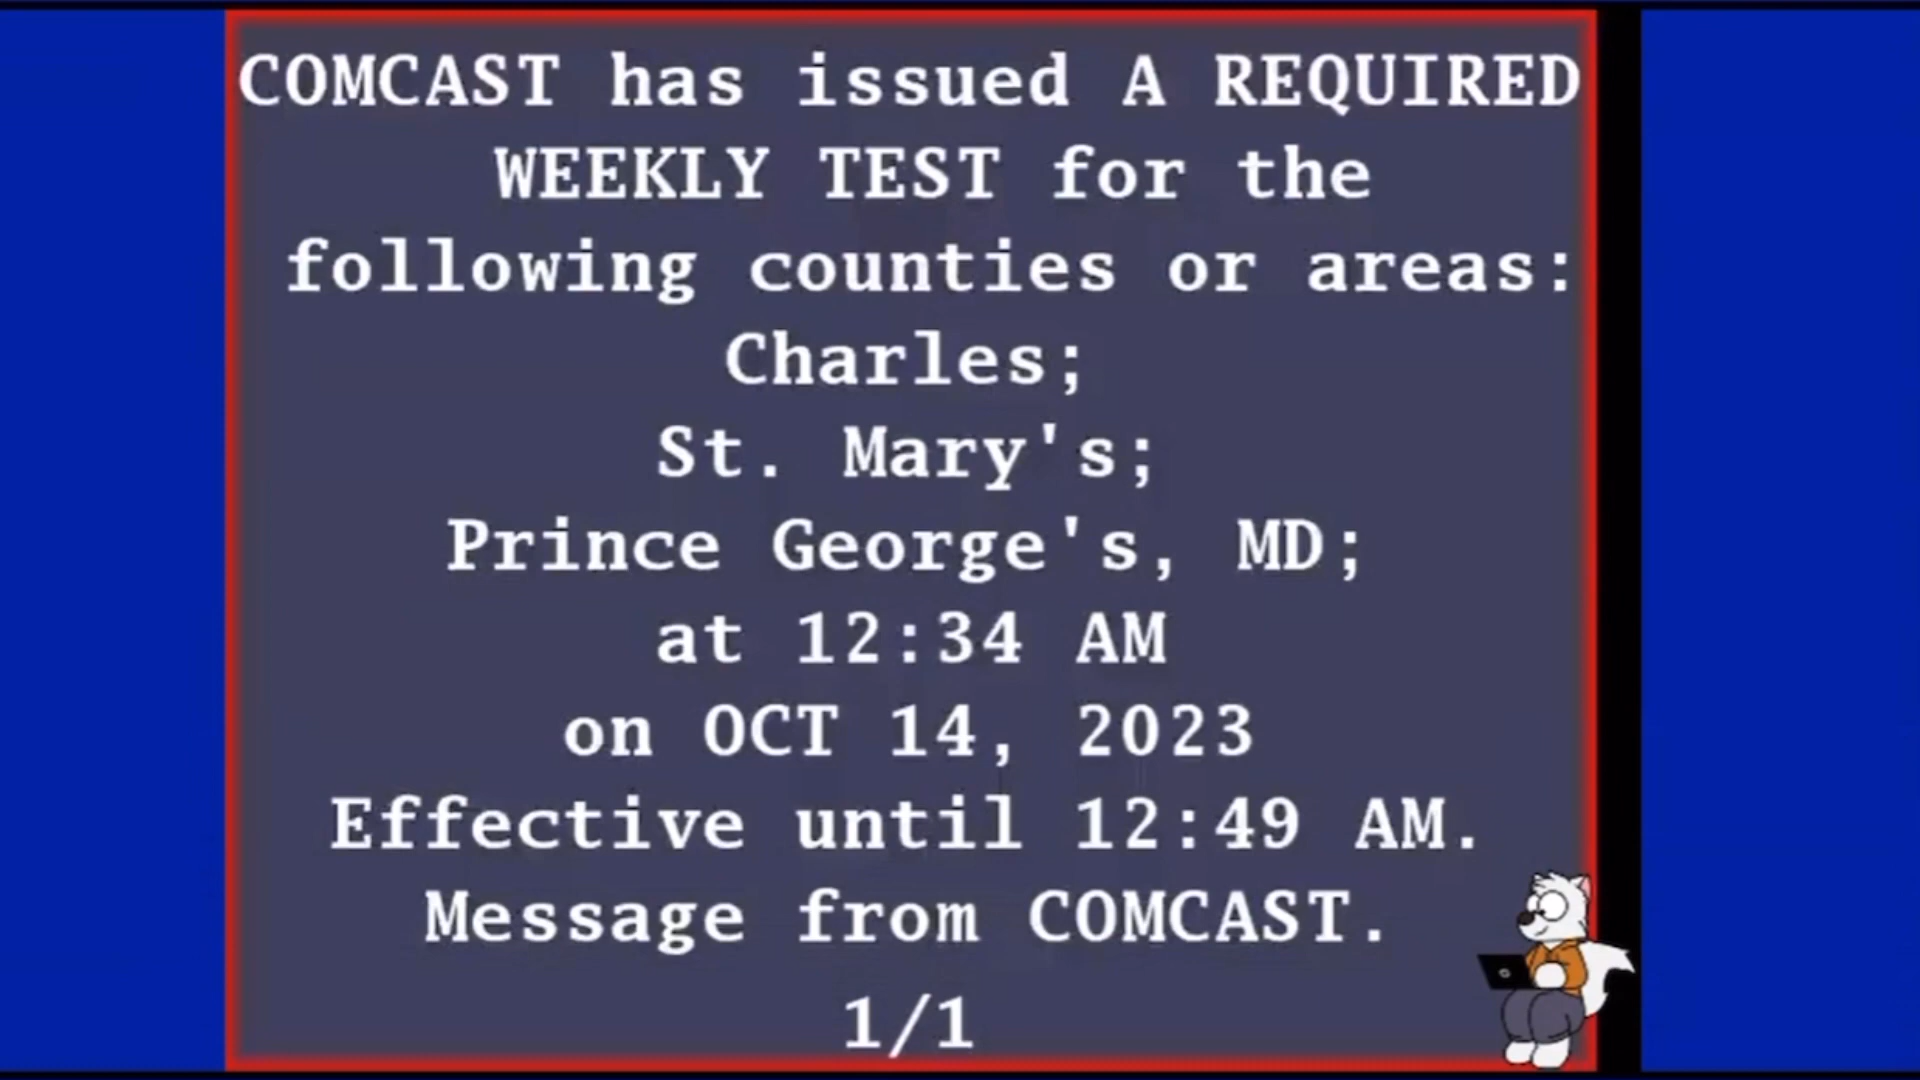 COMCAST has issued A REQUIRED
WEEKLY TEST for the
following counties or areas:
Charles;
St. Mary's;
Prince George's, MD;
at 12:34 AM
on OCT 14, 2023
Effective until 12:49 AM.
Message from COMCAST.
1/1